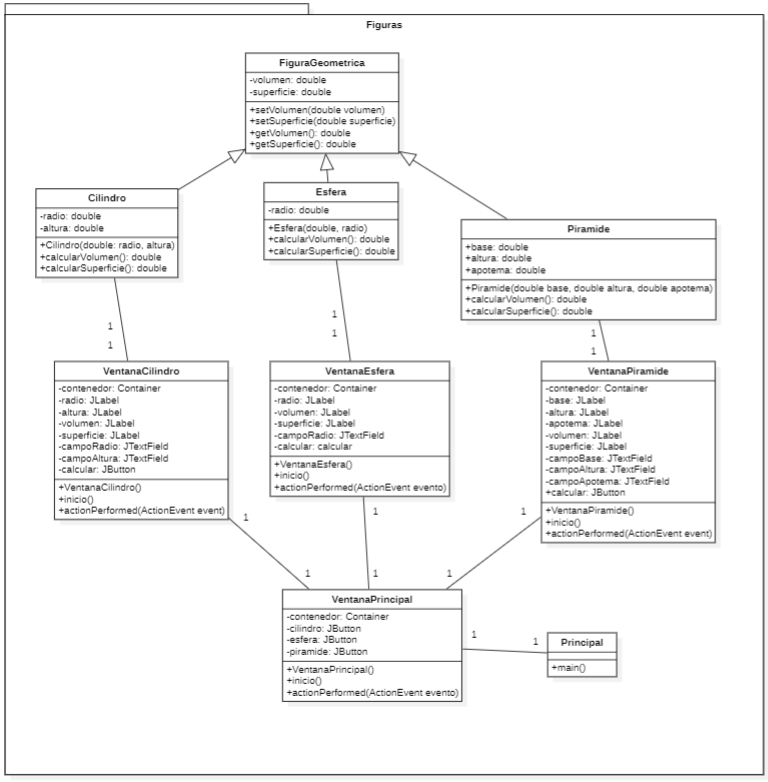 Figuras
FiguraGeometrica
-volumen: double
-superficie: double
+setVolumen(double volumen)
+setSuperficie(double superficie)
+getVolumen(): double
+getSuperficie(): double
Cilindro
-radio: double
-altura: double
+Cilindro(double: radio, altura)
+calcularVolumen(): double
+calcularSuperficie(): double
Esfera
-radio: double
+Esfera(double, radio)
+calcularVolumen(): double
+calcularSuperficie(): double
Piramide
+base: double
+altura: double
+apotema: double
+Piramide(double base, double altura, double apotema)
+calcularVolumen(): double
+calcularSuperficie(): double
1
1
1
1
1
1
VentanaCilindro
-contenedor: Container
-radio: JLabel
-altura: JLabel
-volumen: JLabel
-superficie: JLabel
-campoRadio: JTextField
-campoAltura: JTextField
-calcular: JButton
+VentanaCilindro()
+inicio()
+actionPerformed(ActionEvent event)
VentanaEsfera
-contenedor: Container
-radio: JLabel
-volumen: JLabel
-superficie: JLabel
-campoRadio: JTextField
-calcular: calcular
+VentanaEsfera()
+inicio()
+actionPerformed(ActionEvent evento)
VentanaPiramide
-contenedor: Container
-base: JLabel
-altura: JLabel
-apotema: JLabel
-volumen: JLabel
-superficie: JLabel
-campoBase: JTextField
-campoAltura: JTextField
-campoApotema: JTextField
+calcular: JButton
+VentanaPiramide()
+inicio()
+actionPerformed(ActionEvent event)
1
1
1
1
1
1
VentanaPrincipal
-contenedor: Container
-cilindro: JButton
-esfera: JButton
-piramide: JButton
+VentanaPrincipal()
+inicio()
+actionPerformed(ActionEvent evento)
1
1
Principal
+main()